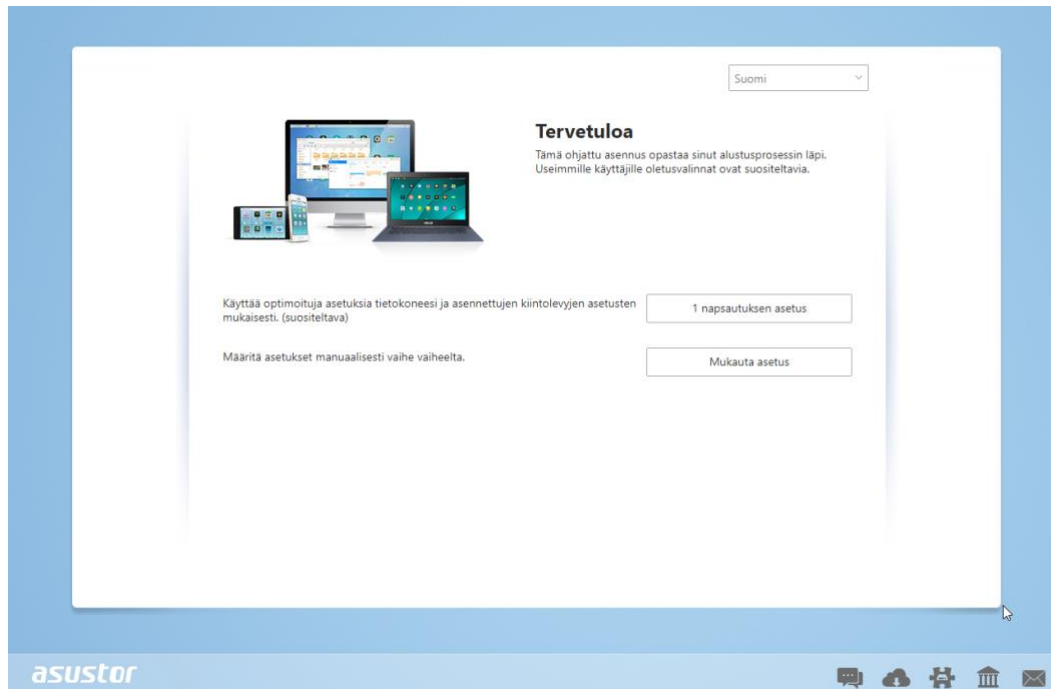 Suomi
Tervetuloa
Tämä ohjattu asennus opastaa sinut alustusprosessin läpi.
Useimmille käyttäjille oletusvalinnat ovat suositeltavia.
Käyttää optimoituja asetuksia tietokoneesi ja asennettujen kiintolevyjen asetusten
mukaisesti. (suositeltava)
1 napsautuksen asetus
Määritä asetukset manuaalisesti vaihe vaiheelta.
Mukauta asetus
asustor